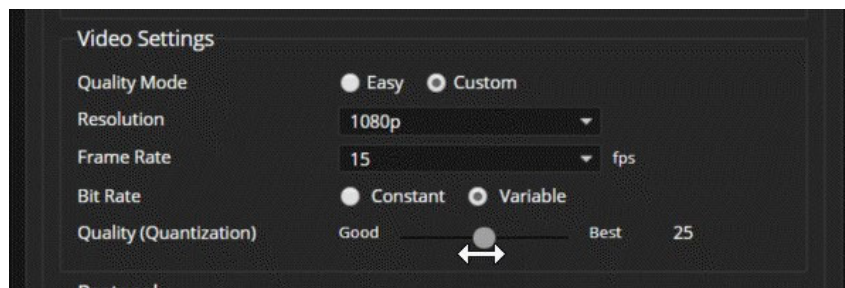 Video Settings
Quality Mode Easy Custom
Resolution 1080p
Frame Rate 15 fps
Bit Rate Constant Variable
Quality (Quantization) Good Best 25